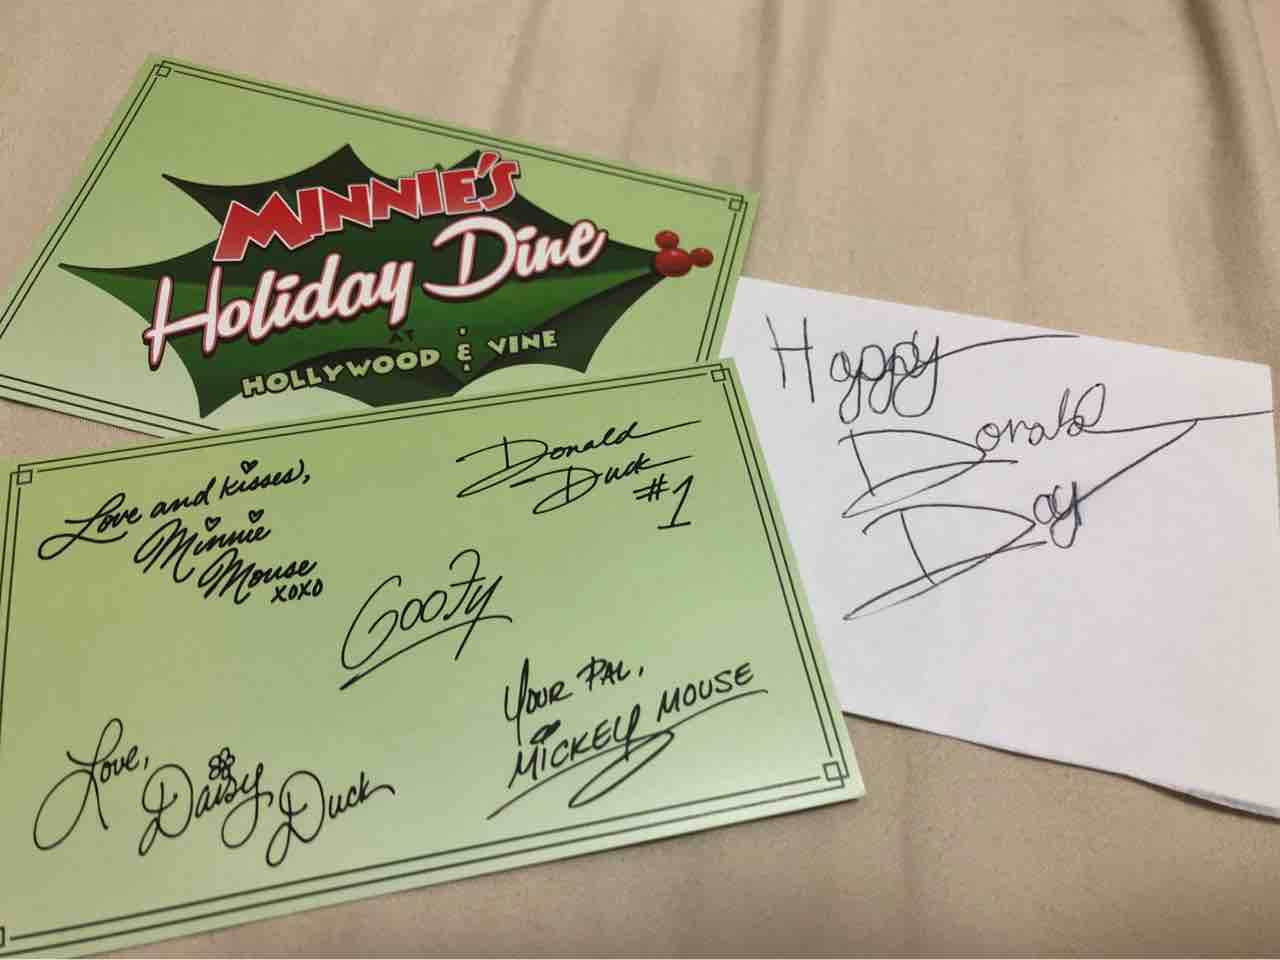 MINNIE'S
Holiday Dine
AT
HOLLYWOOD & VINE
Love and kisses,
Minnie
Mouse
xoxo
Donald
Duck
#1
Goofy
Your Pal,
Mickey Mouse
Love,
Daisy Duck
Happy
Donald
Day